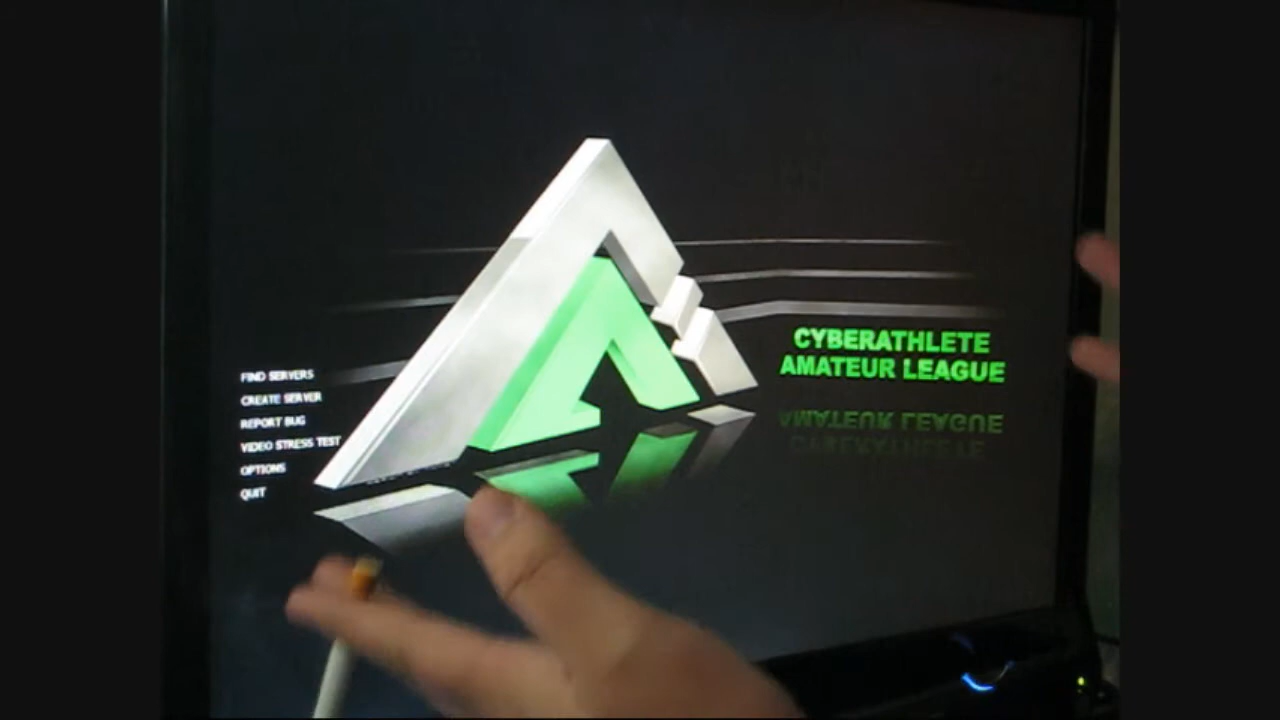 CYBERATHLETE
AMATEUR LEAGUE
FIND SERVERS
CREATE SERVER
REPORT BUG
VIDEO STRESS TEST
OPTIONS
QUIT